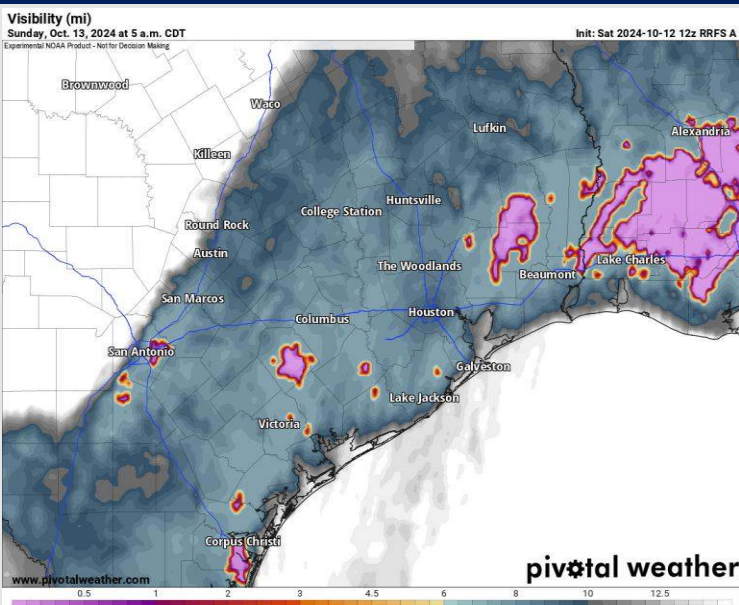 Visibility (mi)
Sunday, Oct. 13, 2024 at 5 a.m. CDT
Init: Sat 2024-10-12 12z RRFS A
Experimental NOAA Product - Not for Decision Making
Brownwood
Waco
Lufkin
Alexandria
Killeen
Huntsville
College Station
Round Rock
Austin
The Woodlands
Lake Charles
Beaumont
San Marcos
Houston
Columbus
San Antonio
Galveston
Lake Jackson
Victoria
Corpus Christi
pivotal weather
www.pivotalweather.com
0.5 1 2 3 4.5 6 8 10 12.5